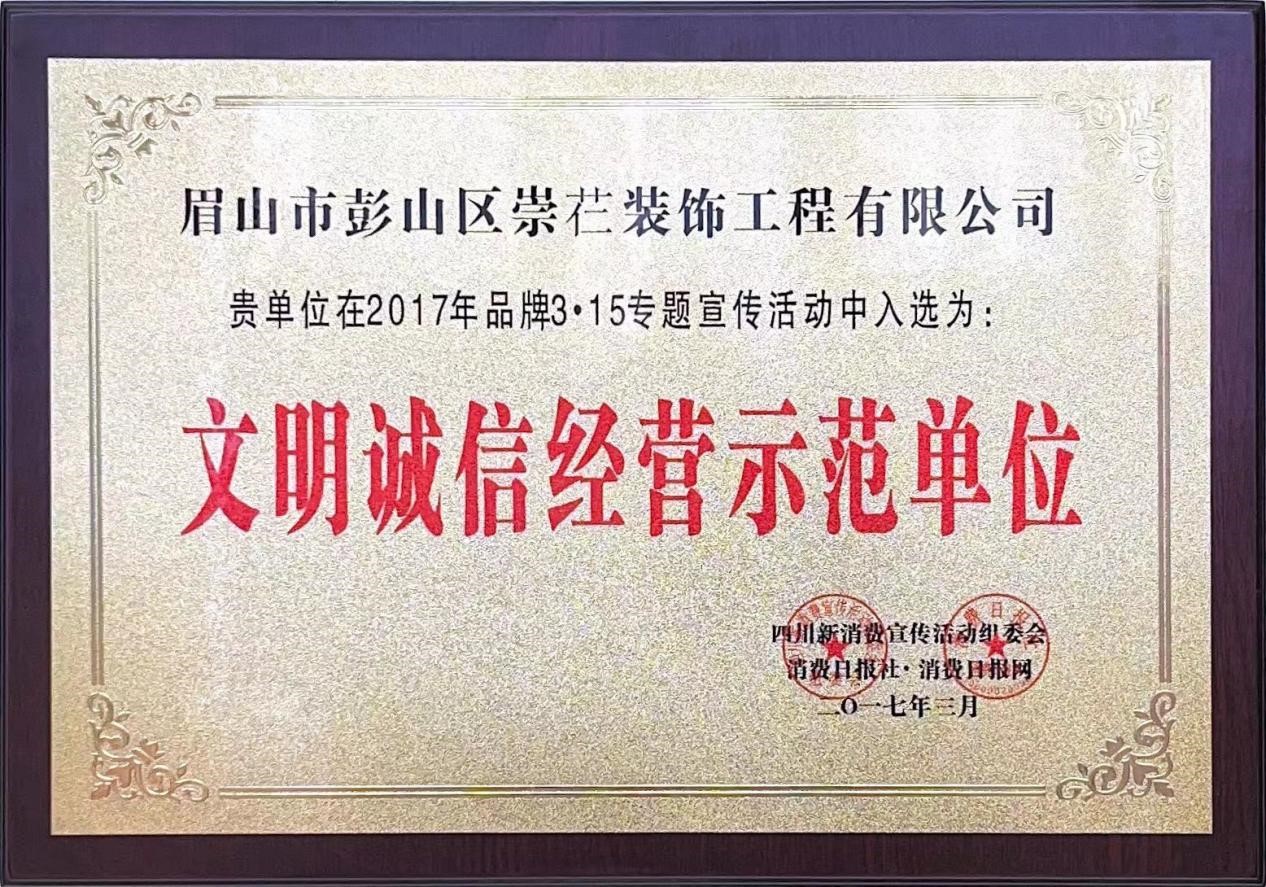 眉山市彭山区崇芢装饰工程有限公司
贵单位在2017年品牌3·15专题宣传活动中入选为:
文明诚信经营示范单位
四川新消费宣传活动组委会
消费日报社·消费日报网
二〇一七年三月